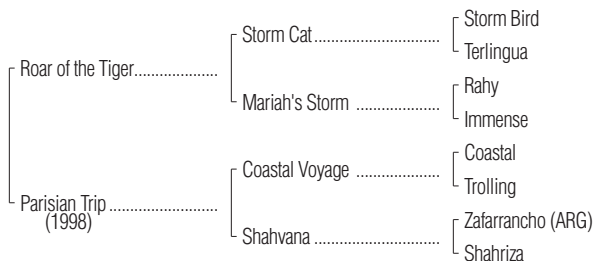 Storm Bird
Storm Cat..............................
Terlingua
Roar of the Tiger....................
Rahy
Mariah's Storm ....................
Immense
Coastal
Coastal Voyage ....................
Trolling
Parisian Trip..........................
(1998)
Zafarrancho (ARG)
Shahvana ..............................
Shahriza